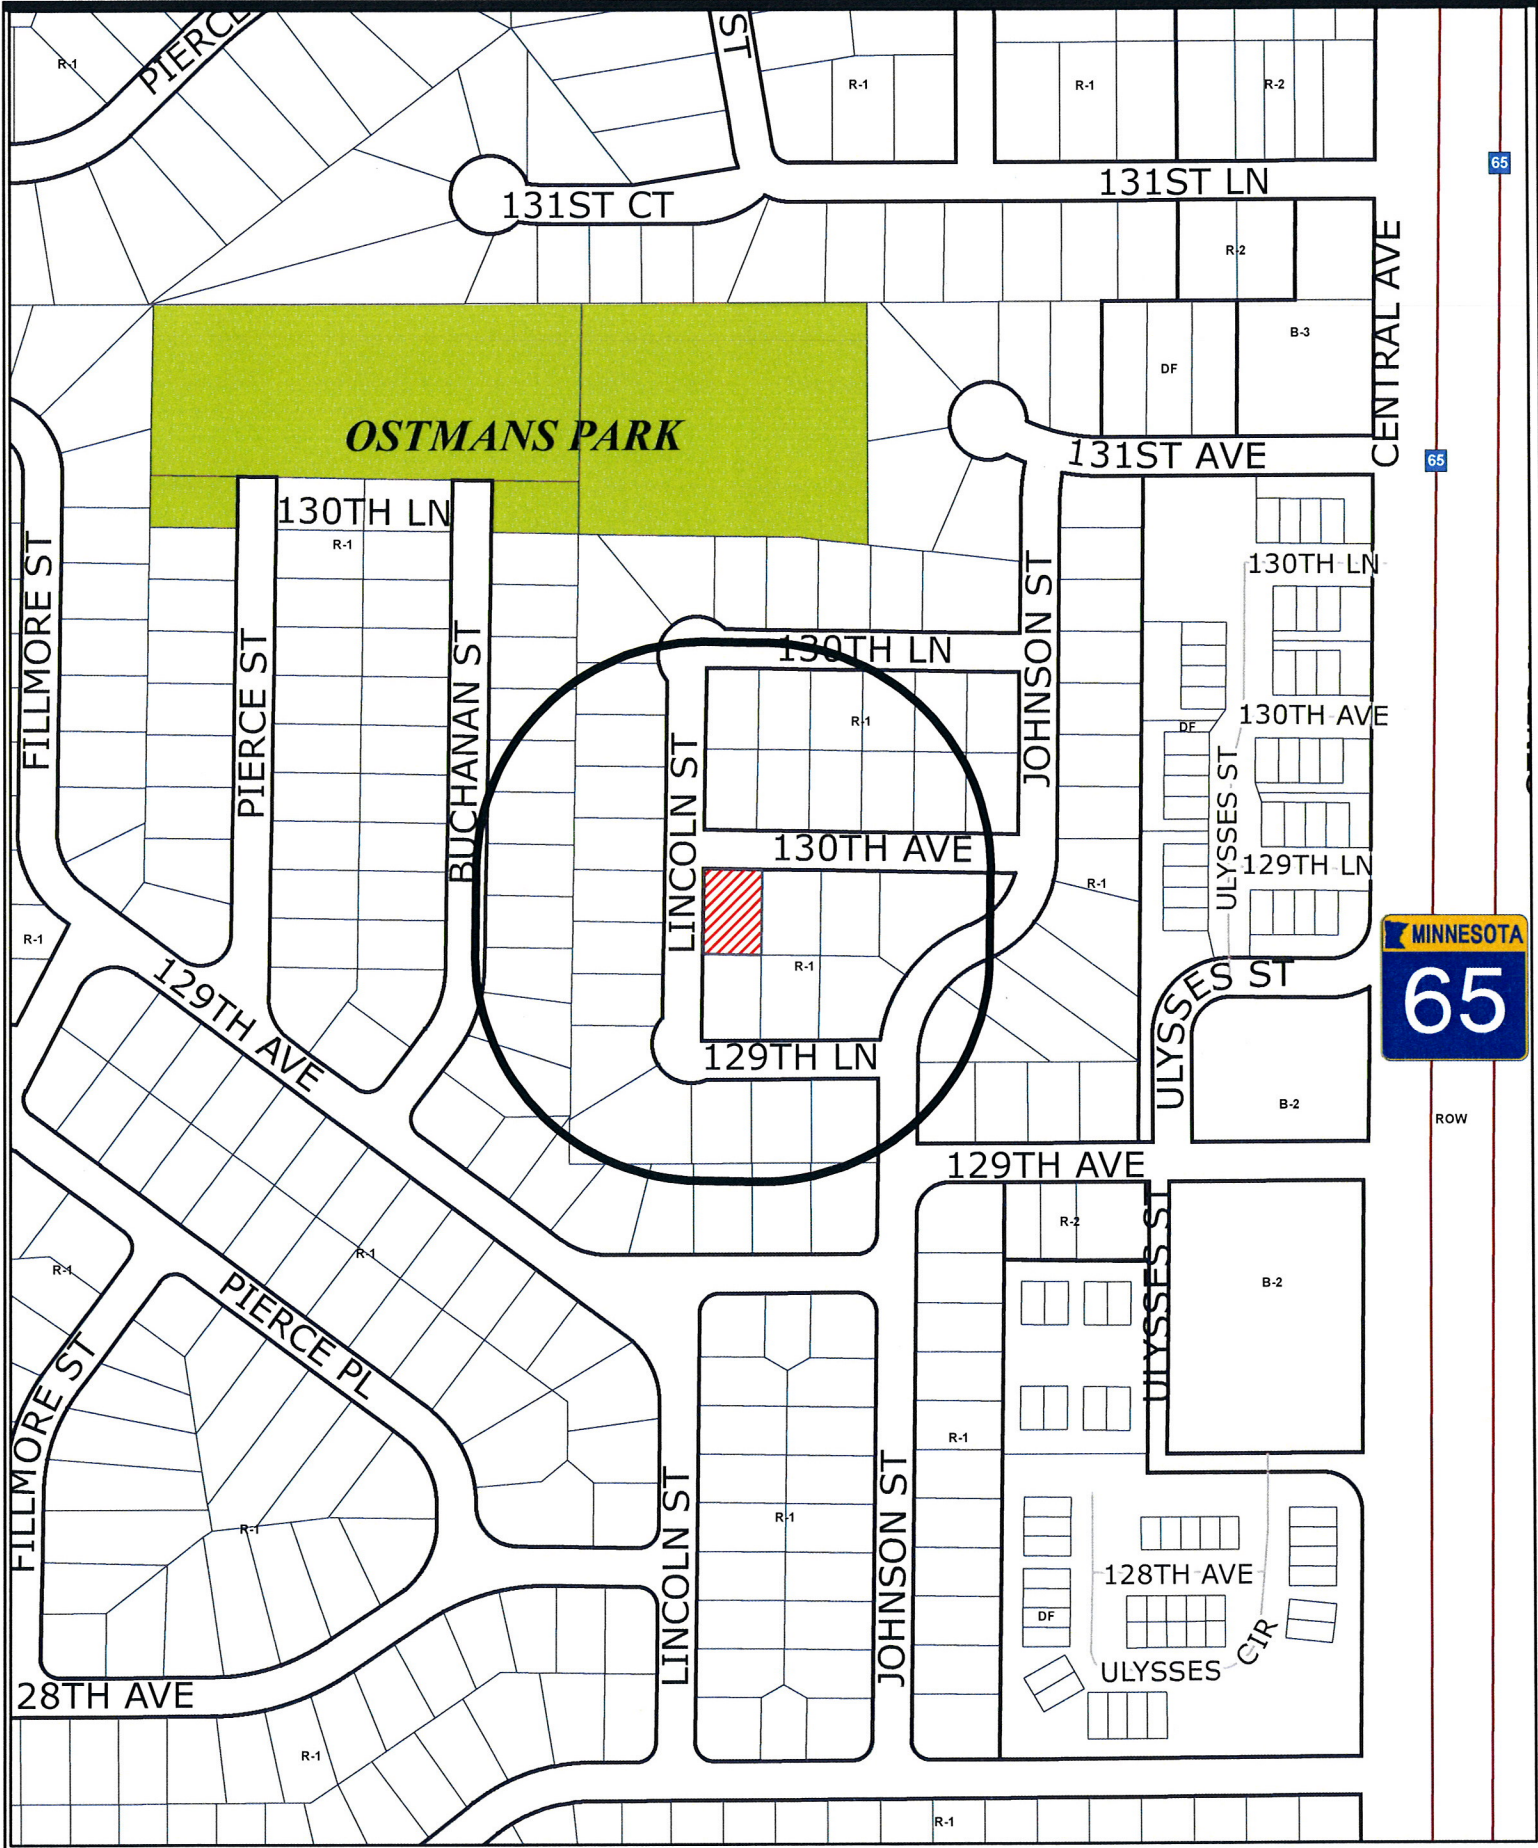 PIERCE
R-1
ST
R-1
R-1
R-2
65
131ST LN
131ST CT
R-2
CENTRAL AVE
B-3
DF
OSTMANS PARK
131ST AVE
65
130TH LN
R-1
FILLMORE ST
130TH LN
JOHNSON ST
PIERCE ST
BUCHANAN ST
130TH LN
R-1
130TH AVE
DF
LINCOLN ST
ULYSSES ST
130TH AVE
129TH LN
R-1
R-1
MINNESOTA
65
R-1
129TH AVE
ULYSSES ST
129TH LN
B-2
ROW
129TH AVE
R-2
ULYSSES ST
R-1
R-1
B-2
PIERCE PL
FILLMORE ST
R-1
LINCOLN ST
JOHNSON ST
R-1
R-1
128TH AVE
DF
ULYSSES CIR
28TH AVE
R-1
R-1